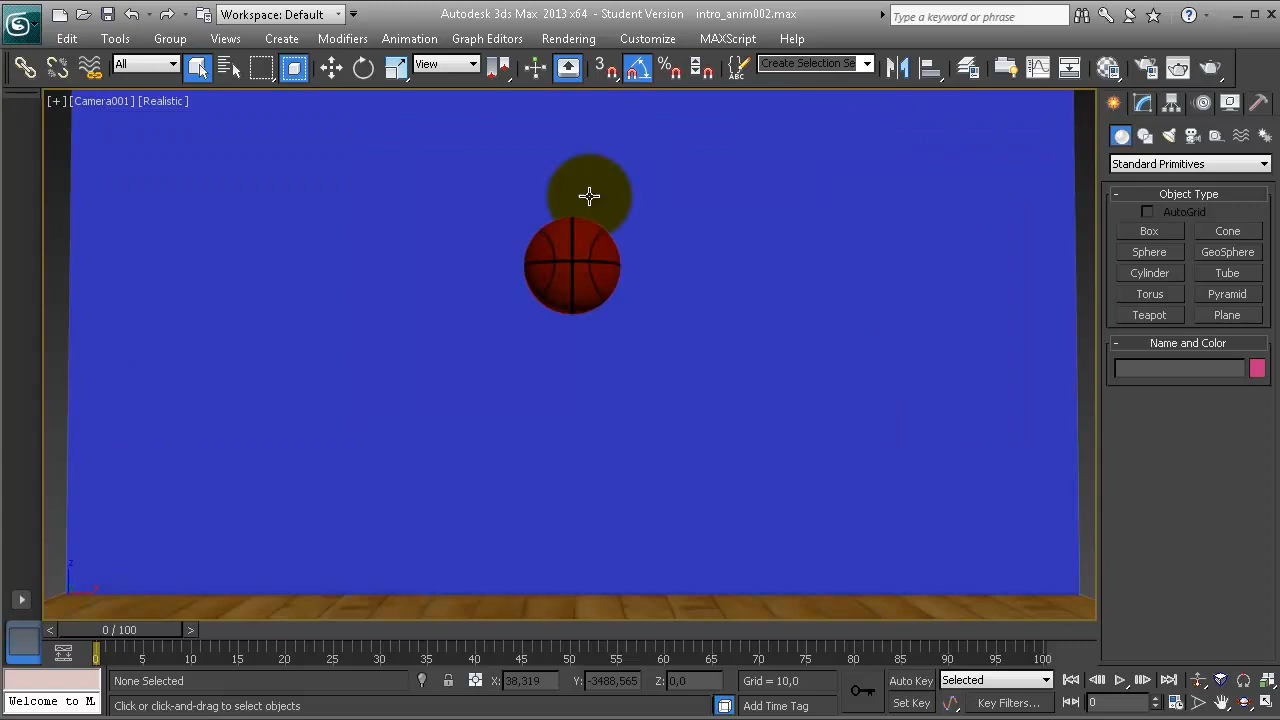 Workspace: Default
Autodesk 3ds Max 2013 x64 - Student Version intro_anim002.max
Type a keyword or phrase
Edit Tools Group Views Create Modifiers Animation Graph Editors Rendering Customize MAXScript Help
All View 3 Create Selection Se
[+] [Camera001] [Realistic]
Standard Primitives
- Object Type
AutoGrid
Box Cone
Sphere GeoSphere
Cylinder Tube
Torus Pyramid
Teapot Plane
- Name and Color
z
< 0 / 100 >
0 5 10 15 20 25 30 35 40 45 50 55 60 65 70 75 80 85 90 95 100
None Selected X: 38,319 Y: -3488,565 Z: 0,0 Grid = 10,0 Auto Key Selected
Welcome to M Click or click-and-drag to select objects Add Time Tag Set Key Key Filters... 0